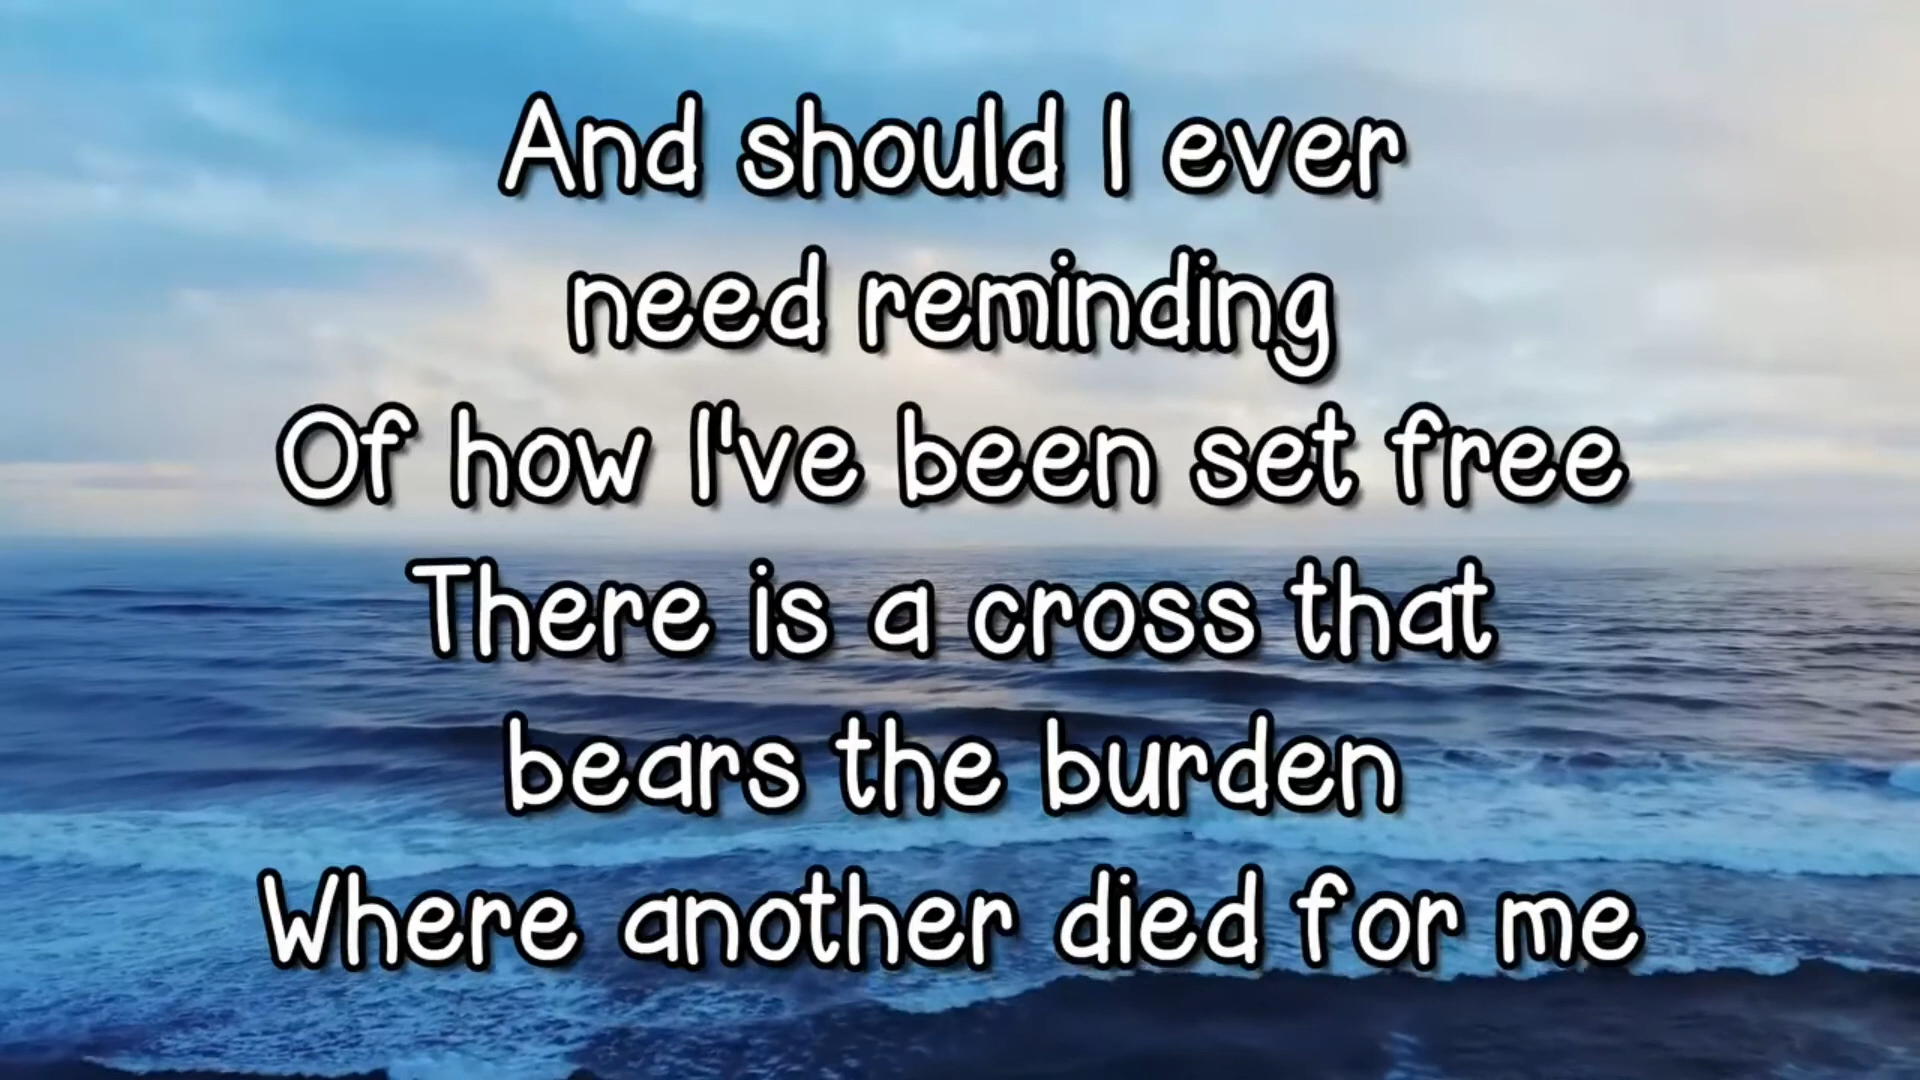 And should I ever
need reminding
Of how I've been set free
There is a cross that
bears the burden
Where another died for me